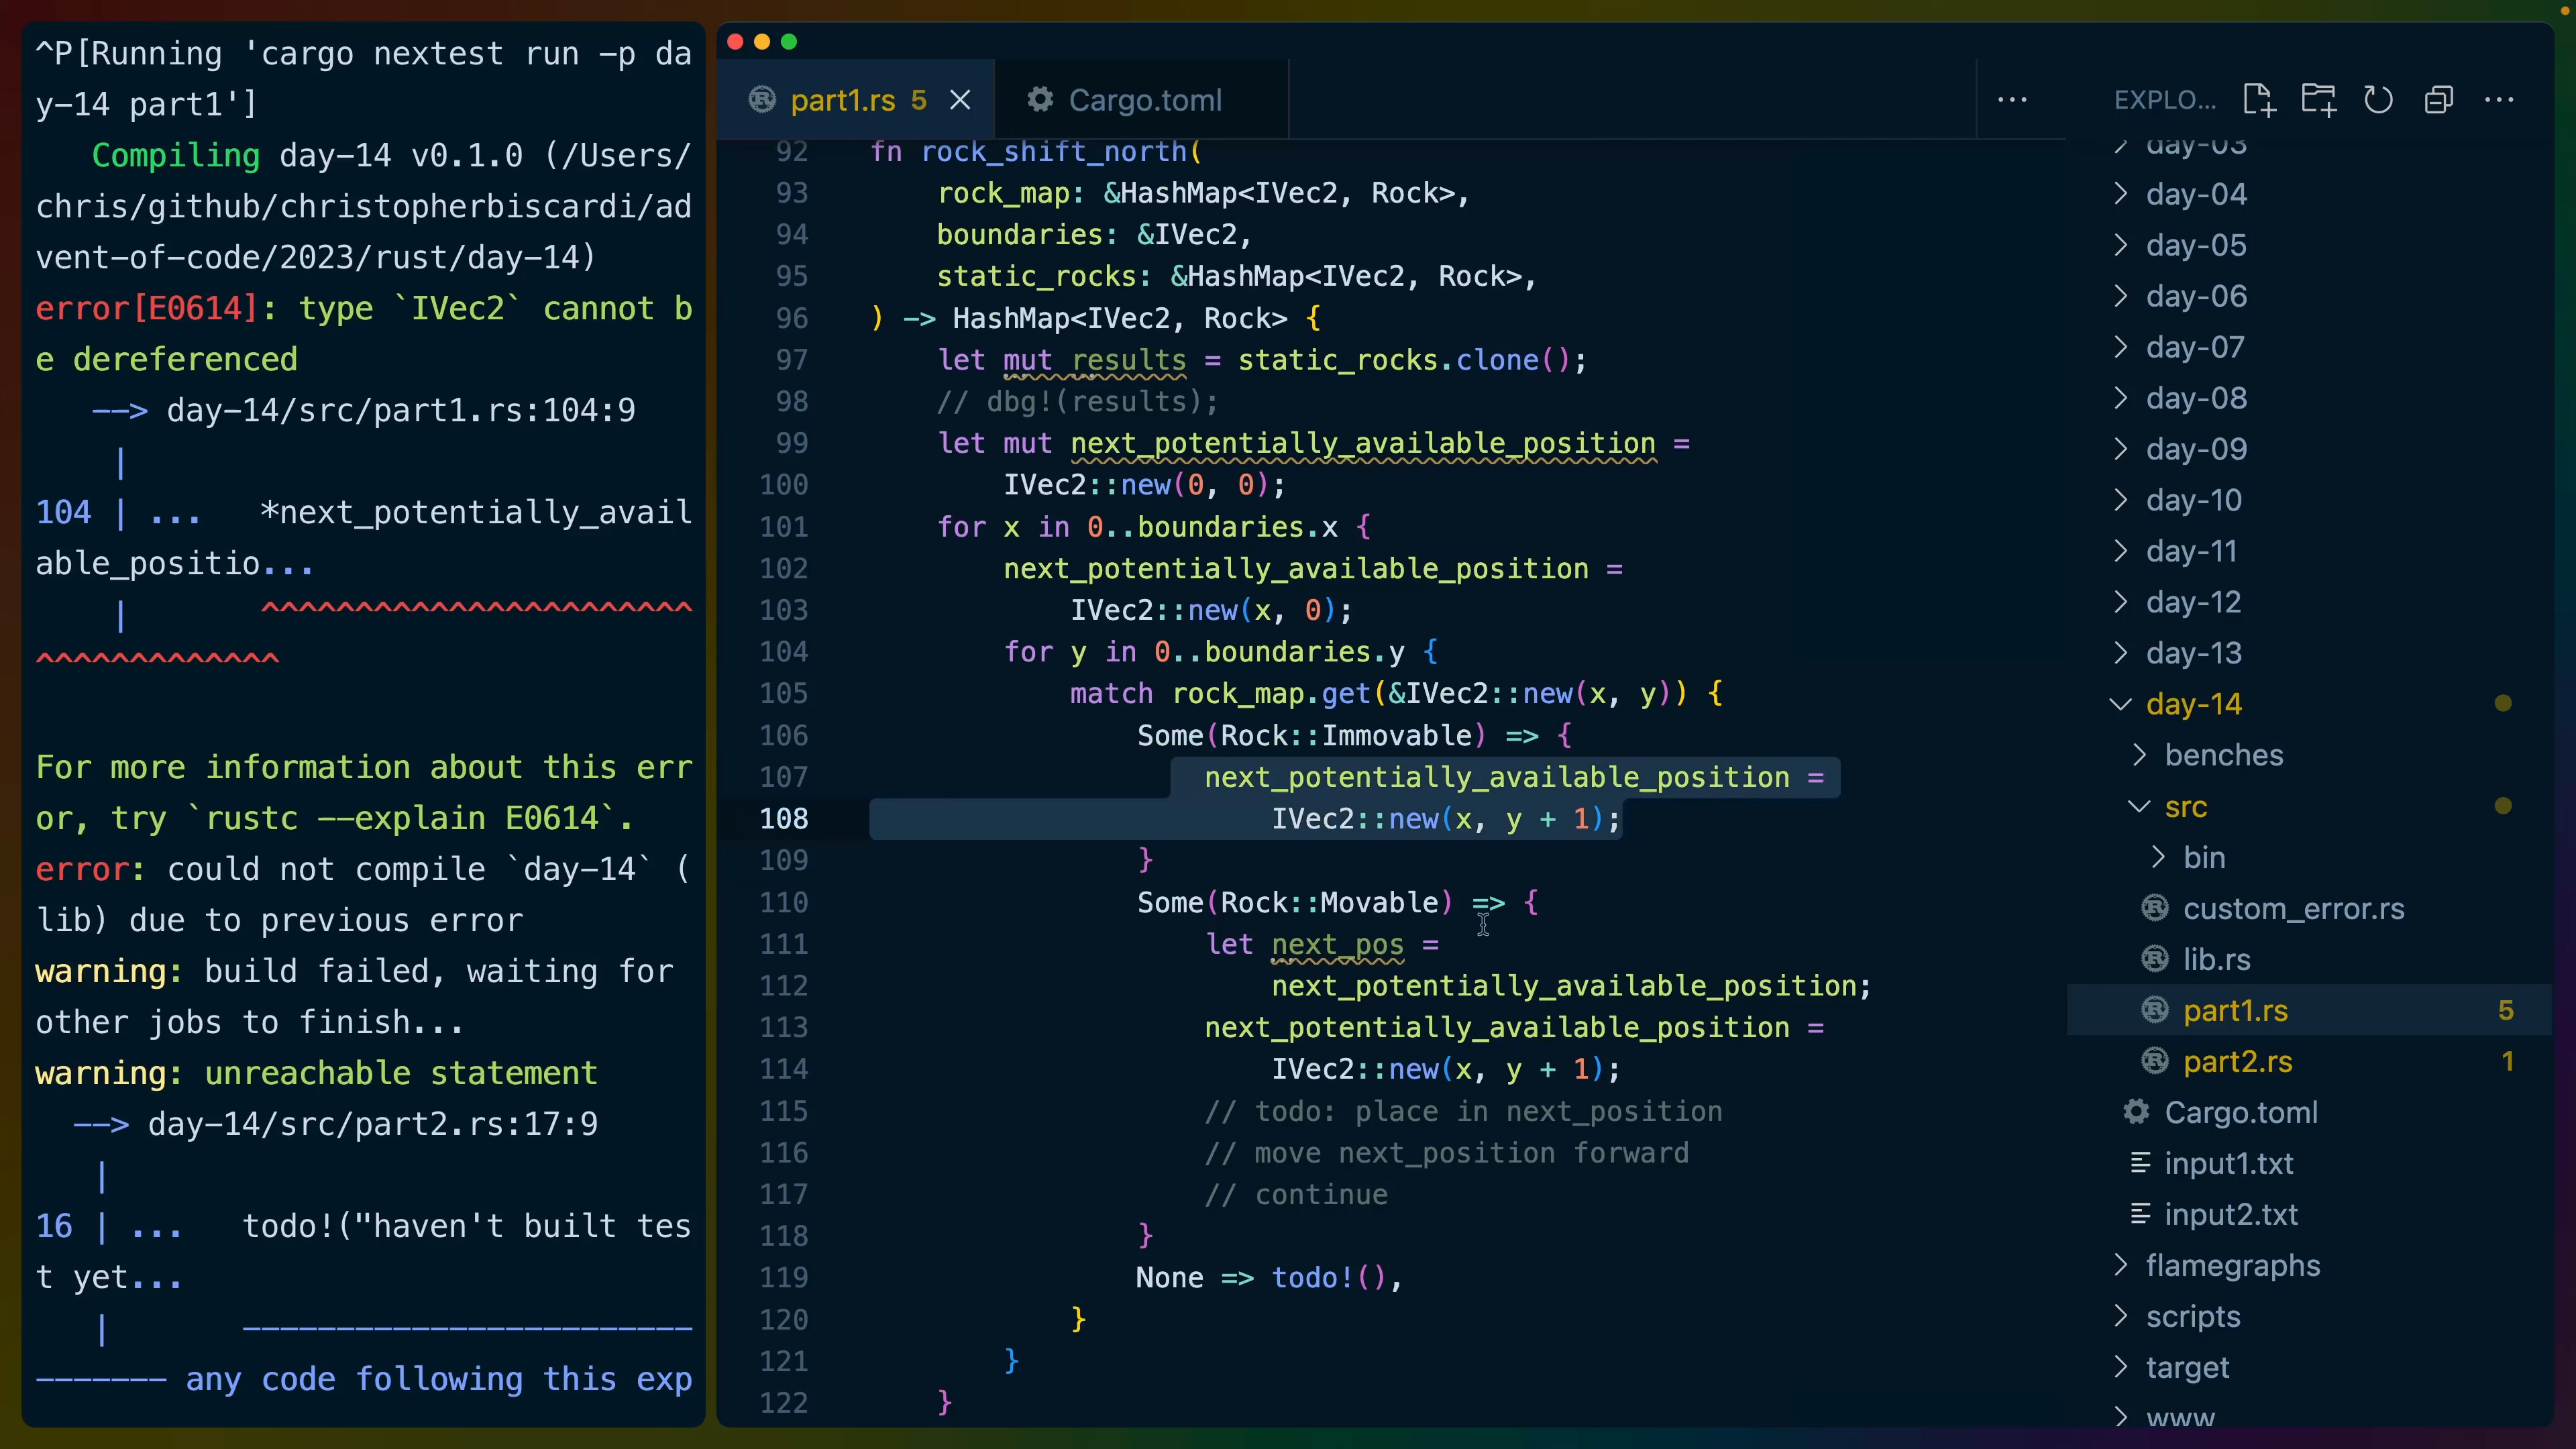 ^P[Running 'cargo nextest run -p da
y-14 part1']
Compiling day-14 v0.1.0 (/Users/
chris/github/christopherbiscardi/ad
vent-of-code/2023/rust/day-14)
error[E0614]: type `IVec2` cannot b
e dereferenced
--> day-14/src/part1.rs:104:9
|
104 | ... *next_potentially_avail
able_positio...
| ^^^^^^^^^^^^^^^^^^^^^^^
^^^^^^^^^^^^^
For more information about this err
or, try `rustc --explain E0614`.
error: could not compile `day-14` (
lib) due to previous error
warning: build failed, waiting for
other jobs to finish...
warning: unreachable statement
--> day-14/src/part2.rs:17:9
|
16 | ... todo!("haven't built tes
t yet...
| ------------------------
------- any code following this exp
part1.rs 5
Cargo.toml
92 fn rock_shift_north(
93 rock_map: &HashMap<IVec2, Rock>,
94 boundaries: &IVec2,
95 static_rocks: &HashMap<IVec2, Rock>,
96 ) -> HashMap<IVec2, Rock> {
97 let mut results = static_rocks.clone();
98 // dbg!(results);
99 let mut next_potentially_available_position =
100 IVec2::new(0, 0);
101 for x in 0..boundaries.x {
102 next_potentially_available_position =
103 IVec2::new(x, 0);
104 for y in 0..boundaries.y {
105 match rock_map.get(&IVec2::new(x, y)) {
106 Some(Rock::Immovable) => {
107 next_potentially_available_position =
108 IVec2::new(x, y + 1);
109 }
110 Some(Rock::Movable) => {
111 let next_pos =
112 next_potentially_available_position;
113 next_potentially_available_position =
114 IVec2::new(x, y + 1);
115 // todo: place in next_position
116 // move next_position forward
117 // continue
118 }
119 None => todo!(),
120 }
121 }
122 }
EXPLO...
day-03
day-04
day-05
day-06
day-07
day-08
day-09
day-10
day-11
day-12
day-13
day-14
benches
src
bin
custom_error.rs
lib.rs
part1.rs 5
part2.rs 1
Cargo.toml
input1.txt
input2.txt
flamegraphs
scripts
target
www